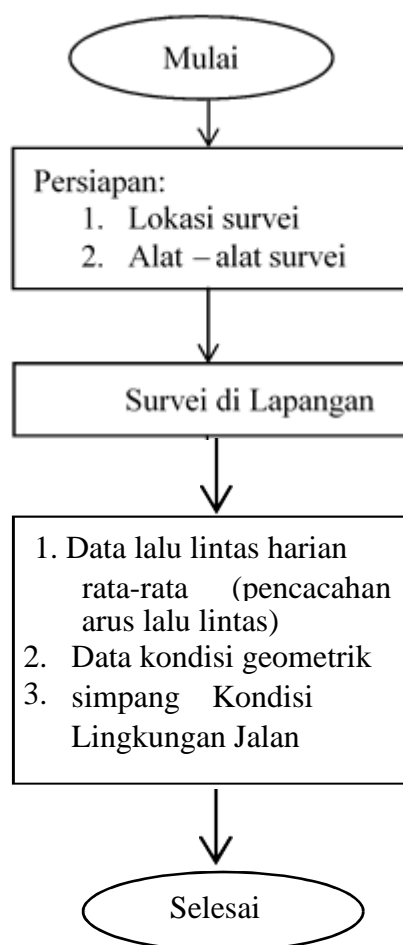 Mulai
Persiapan:
1. Lokasi survei
2. Alat – alat survei
Survei di Lapangan
1. Data lalu lintas harian
rata-rata (pencacahan
arus lalu lintas)
2. Data kondisi geometrik
3. simpang Kondisi
Lingkungan Jalan
Selesai